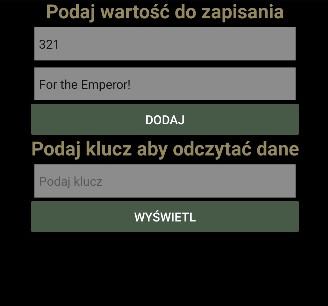 Podaj wartość do zapisania
321
For the Emperor!
DODAJ
Podaj klucz aby odczytać dane
Podaj klucz
WYŚWIETL